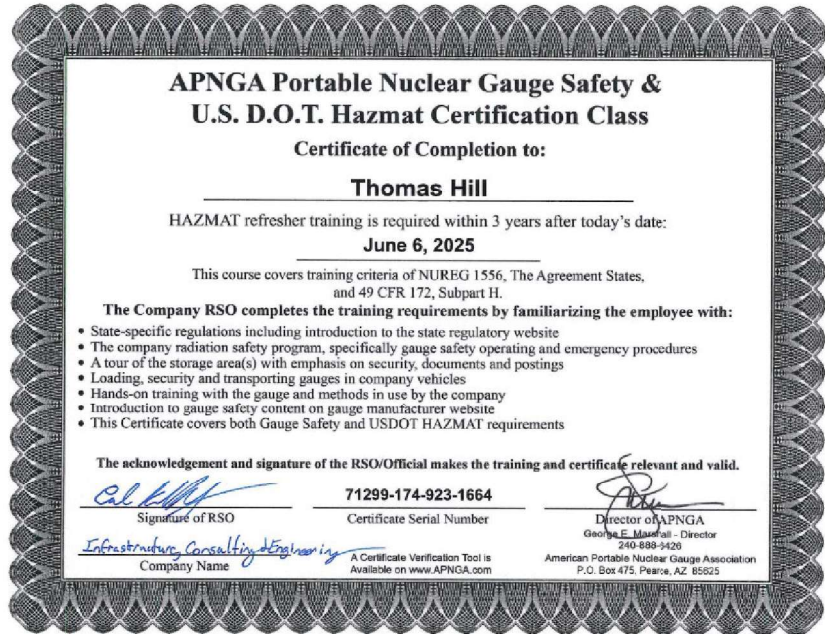 APNGA Portable Nuclear Gauge Safety &
U.S. D.O.T. Hazmat Certification Class
Certificate of Completion to:
Thomas Hill
HAZMAT refresher training is required within 3 years after today's date:
June 6, 2025
This course covers training criteria of NUREG 1556, The Agreement States,
and 49 CFR 172, Subpart H.
The Company RSO completes the training requirements by familiarizing the employee with:
• State-specific regulations including introduction to the state regulatory website
• The company radiation safety program, specifically gauge safety operating and emergency procedures
• A tour of the storage area(s) with emphasis on security, documents and postings
• Loading, security and transporting gauges in company vehicles
• Hands-on training with the gauge and methods in use by the company
• Introduction to gauge safety content on gauge manufacturer website
• This Certificate covers both Gauge Safety and USDOT HAZMAT requirements
The acknowledgement and signature of the RSO/Official makes the training and certificate relevant and valid.
Signature of RSO
Infrastructure Consulting & Engineering
Company Name
71299-174-923-1664
Certificate Serial Number
A Certificate Verification Tool is
Available on www.APNGA.com
Director of APNGA
George E. Marshall - Director
240-888-9426
American Portable Nuclear Gauge Association
P.O. Box 475, Pearce, AZ 85625